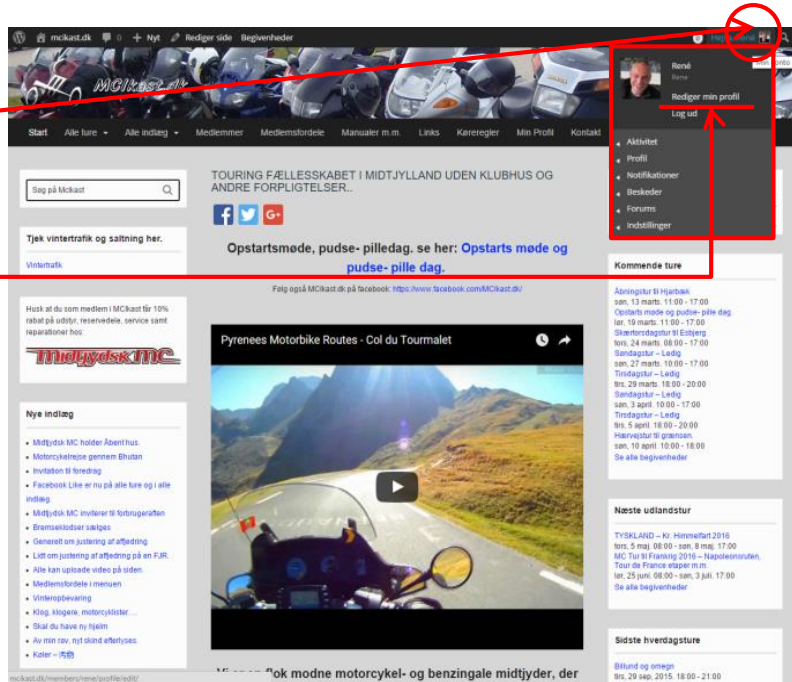 mcikast.dk 0 + Nyt Rediger side Begivenheder
MCIkast.dk
Start Alle ture Alle indlæg Medlemmer Medlemsfordele Manualer m.m. Links Køreregler Min Profil Kontakt
René
Rene
Rediger min profil
Log ud
Aktivitet
Profil
Notifikationer
Beskeder
Forums
Indstillinger
Søg på McIkast
Tjek vintertrafik og saltning her.
Vintertrafik
Husk at du som medlem i MCIkast får 10%
rabat på udstyr, reservedele, service samt
reparationer hos:
Midtjydsk MC
Nye indlæg
Midtjydsk MC holder Åbent hus.
Motorcykelrejse gennem Bhutan
Invitation til foredrag
Facebook Like er nu på alle ture og i alle
indlæg.
Midtjydsk MC inviterer til forbrugeraften
Bremseklodser sælges
Generelt om justering af affjedring
Lidt om justering af affjedring på en FJR.
Alle kan uploade video på siden.
Medlemsfordele i menuen
Vinteropbevaring
Klog, klogere, motorcyklister….
Skal du have ny hjelm
Av min røv, nyt skind efterlyses.
Køler – 汚物
mcikast.dk/members/rene/profile/edit/
TOURING FÆLLESSKABET I MIDTJYLLAND UDEN KLUBHUS OG
ANDRE FORPLIGTELSER..
G+
Opstartsmøde, pudse- pilledag. se her: Opstarts møde og
pudse- pille dag.
Følg også MCIkast.dk på facebook: https://www.facebook.com/MCIkast.dk/
Pyrenees Motorbike Routes - Col du Tourmalet
flok modne motorcykel- og benzingale midtjyder, der
Kommende ture
Åbningstur til Hjarbæk
søn, 13 marts. 11:00 - 17:00
Opstarts møde og pudse- pille dag.
lør, 19 marts. 11:00 - 17:00
Skærtorsdagstur til Esbjerg
tors, 24 marts. 08:00 - 17:00
Søndagstur – Ledig
søn, 27 marts. 10:00 - 17:00
Tirsdagstur – Ledig
tirs, 29 marts. 18:00 - 20:00
Søndagstur – Ledig
søn, 3 april. 10:00 - 17:00
Tirsdagstur – Ledig
tirs, 5 april. 18:00 - 20:00
Hærvejstur til grænsen.
søn, 10 april. 10:00 - 18:00
Se alle begivenheder
Næste udlandstur
TYSKLAND – Kr. Himmelfart 2016
tors, 5 maj. 08:00 - søn, 8 maj. 17:00
MC Tur til Frankrig 2016 – Napoleonsruten,
Tour de France etaper m.m.
lør, 25 juni. 08:00 - søn, 3 juli. 17:00
Se alle begivenheder
Sidste hverdagsture
Billund og omegn
tirs, 29 sep, 2015. 18:00 - 21:00